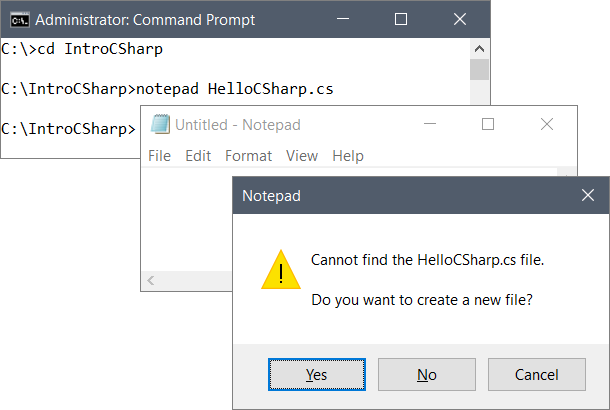 Administrator: Command Prompt
C:\>cd IntroCSharp
C:\IntroCSharp>notepad HelloCSharp.cs
C:\IntroCSharp>
Untitled - Notepad
File Edit Format View Help
Notepad
Cannot find the HelloCSharp.cs file.
Do you want to create a new file?
Yes No Cancel